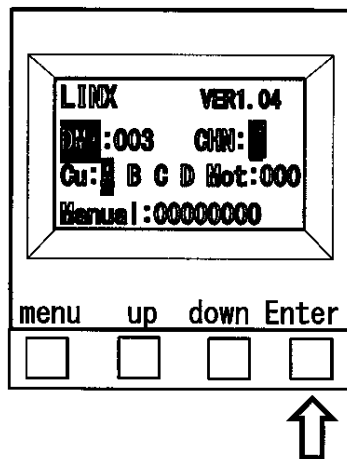 LINX VER1.04
:003 CHN:
Cu: B C D Mot:000
Manual:00000000
menu up down Enter